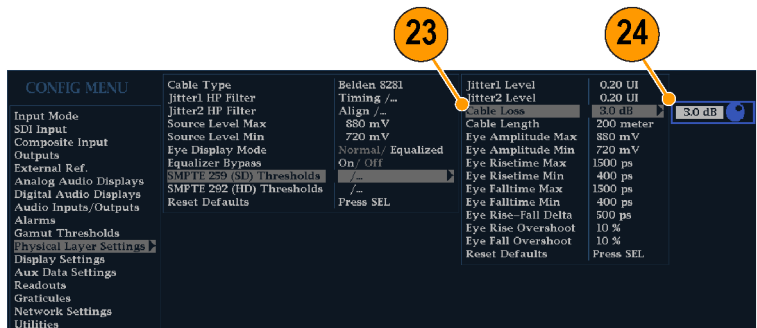 23
24
CONFIG MENU
Input Mode
SDI Input
Composite Input
Outputs
External Ref.
Analog Audio Displays
Digital Audio Displays
Audio Inputs/Outputs
Alarms
Gamut Thresholds
Physical Layer Settings
Display Settings
Aux Data Settings
Readouts
Graticules
Network Settings
Utilities
Cable Type Belden 8281
Jitter1 HP Filter Timing /...
Jitter2 HP Filter Align /...
Source Level Max 880 mV
Source Level Min 720 mV
Eye Display Mode Normal/ Equalized
Equalizer Bypass On/ Off
SMPTE 259 (SD) Thresholds /...
SMPTE 292 (HD) Thresholds /...
Reset Defaults Press SEL
Jitter1 Level 0.20 UI
Jitter2 Level 0.20 UI
Cable Loss 3.0 dB
Cable Length 200 meter
Eye Amplitude Max 880 mV
Eye Amplitude Min 720 mV
Eye Risetime Max 1500 ps
Eye Risetime Min 400 ps
Eye Falltime Max 1500 ps
Eye Falltime Min 400 ps
Eye Rise-Fall Delta 500 ps
Eye Rise Overshoot 10 %
Eye Fall Overshoot 10 %
Reset Defaults Press SEL
3.0 dB